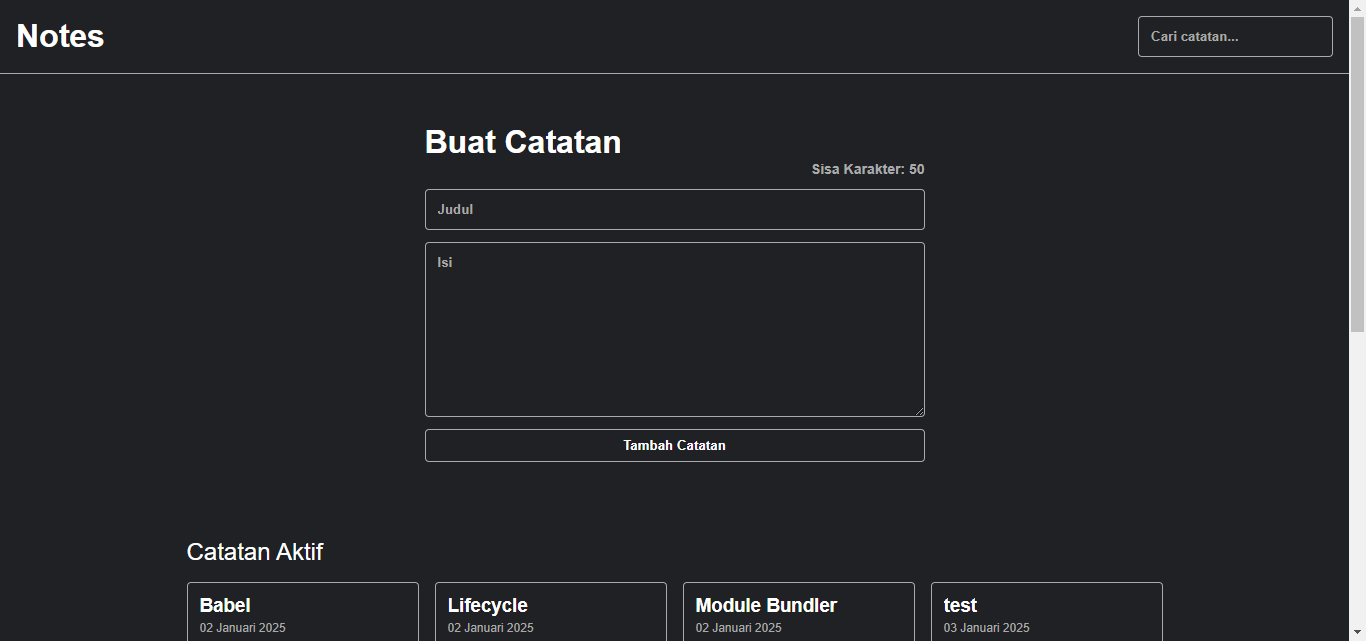 Notes
Cari catatan...
Buat Catatan
Sisa Karakter: 50
Judul
Isi
Tambah Catatan
Catatan Aktif
Babel
02 Januari 2025
Lifecycle
02 Januari 2025
Module Bundler
02 Januari 2025
test
03 Januari 2025